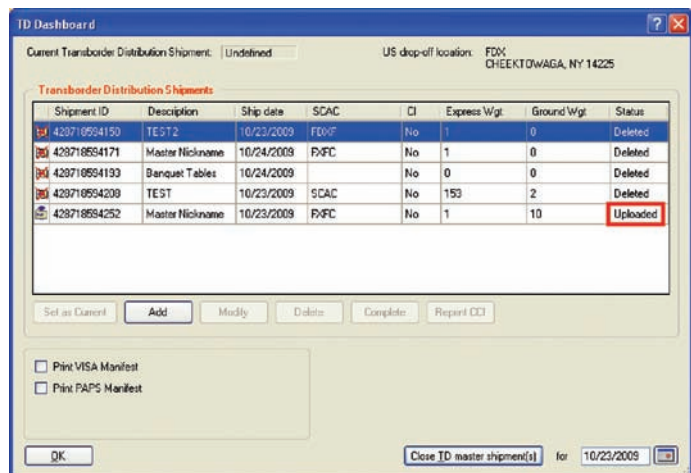 TD Dashboard
Current Transborder Distribution Shipment: Undefined US drop-off location: FDX
CHEEKTOWAGA, NY 14225
Transborder Distribution Shipments
Shipment ID Description Ship date SCAC CI Express Wgt Ground Wgt Status
428718594150 TEST2 10/23/2009 FDXF No 1 0 Deleted
428718594171 Master Nickname 10/24/2009 FXFC No 1 0 Deleted
428718594193 Banquet Tables 10/24/2009 No 0 0 Deleted
428718594208 TEST 10/23/2009 SCAC No 153 2 Deleted
428718594252 Master Nickname 10/23/2009 FXFC No 1 10 Uploaded
Set as Current Add Modify Delete Complete Reprint CCI
Print VISA Manifest
Print PAPS Manifest
OK Close TD master shipment(s) for 10/23/2009